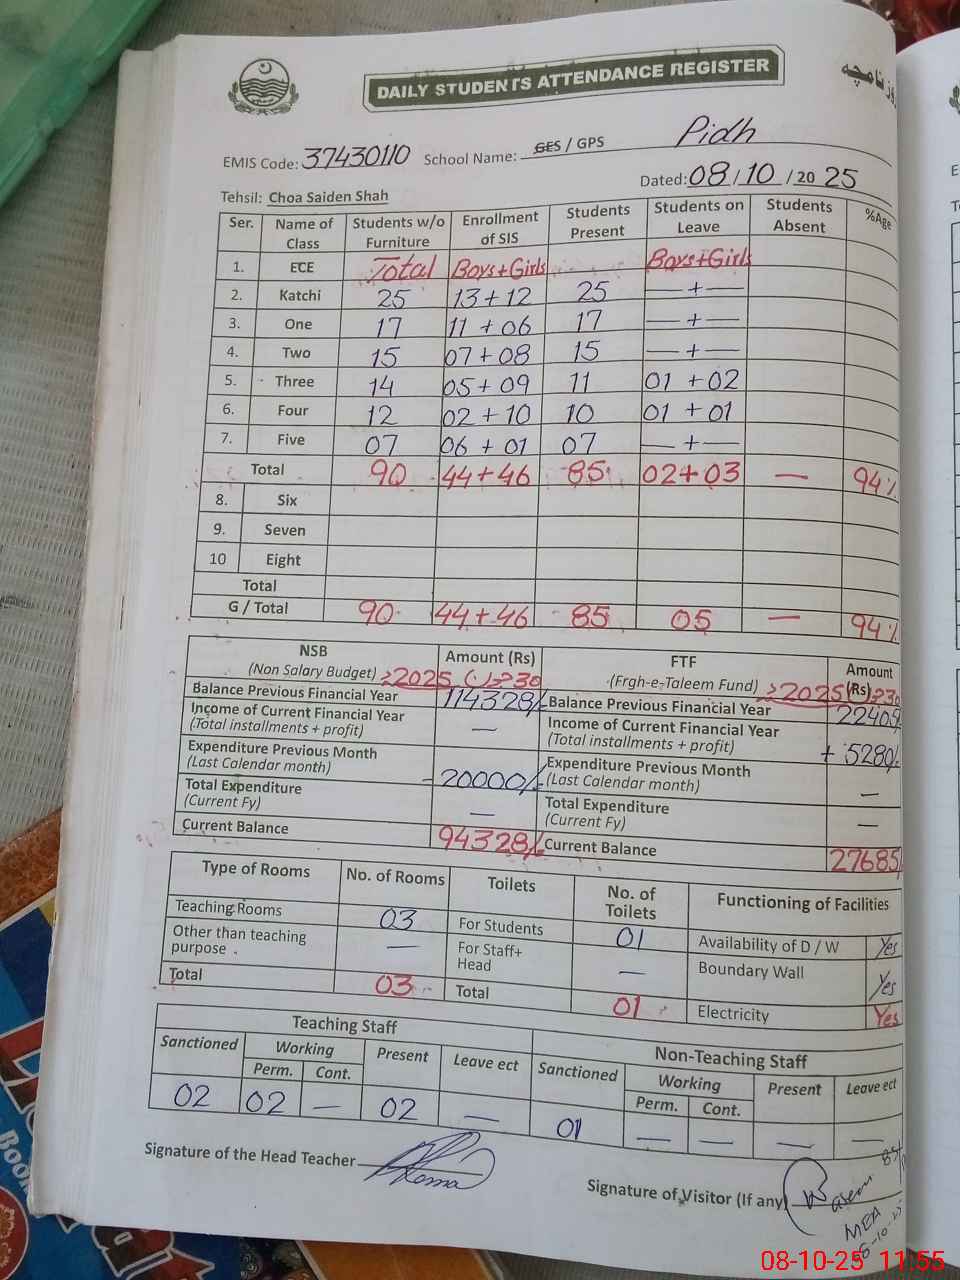 DAILY STUDENTS ATTENDANCE REGISTER
EMIS Code: 37430110 School Name: GES / GPS Pidh
Tehsil: Choa Saiden Shah Dated: 08/10/2025
Ser. Name of Class Students w/o Furniture Enrollment of SIS Students Present Students on Leave Students Absent %Age
1. ECE Total Boys+Girls Boys+Girls
2. Katchi 25 13+12 25 — + —
3. One 17 11+06 17 — + —
4. Two 15 07+08 15 — + —
5. Three 14 05+09 11 01+02
6. Four 12 02+10 10 01+01
7. Five 07 06+01 07 — + —
Total 90 44+46 85 02+03 — 94%
8. Six
9. Seven
10 Eight
Total
G / Total 90 44+46 85 05 — 94%
NSB (Non Salary Budget) Amount (Rs) FTF (Frgh-e-Taleem Fund) Amount (Rs)
Balance Previous Financial Year 114328/- Balance Previous Financial Year 22405
Income of Current Financial Year (Total installments + profit) — Income of Current Financial Year (Total installments + profit) + 5280/-
Expenditure Previous Month (Last Calendar month) - 20000/- Expenditure Previous Month (Last Calendar month) —
Total Expenditure (Current Fy) — Total Expenditure (Current Fy) —
Current Balance 94328/- Current Balance 27685/
Type of Rooms No. of Rooms Toilets No. of Toilets Functioning of Facilities
Teaching Rooms 03 For Students 01 Availability of D / W Yes
Other than teaching purpose — For Staff+ Head — Boundary Wall Yes
Total 03 Total 01 Electricity Yes
Teaching Staff Non-Teaching Staff
Sanctioned Working Present Leave ect Sanctioned Working Present Leave ect
Perm. Cont. Perm. Cont.
02 02 — 02 — 01 — — — —
Signature of the Head Teacher
Signature of Visitor (If any)
MEA
8-10-25
08-10-25 11:55